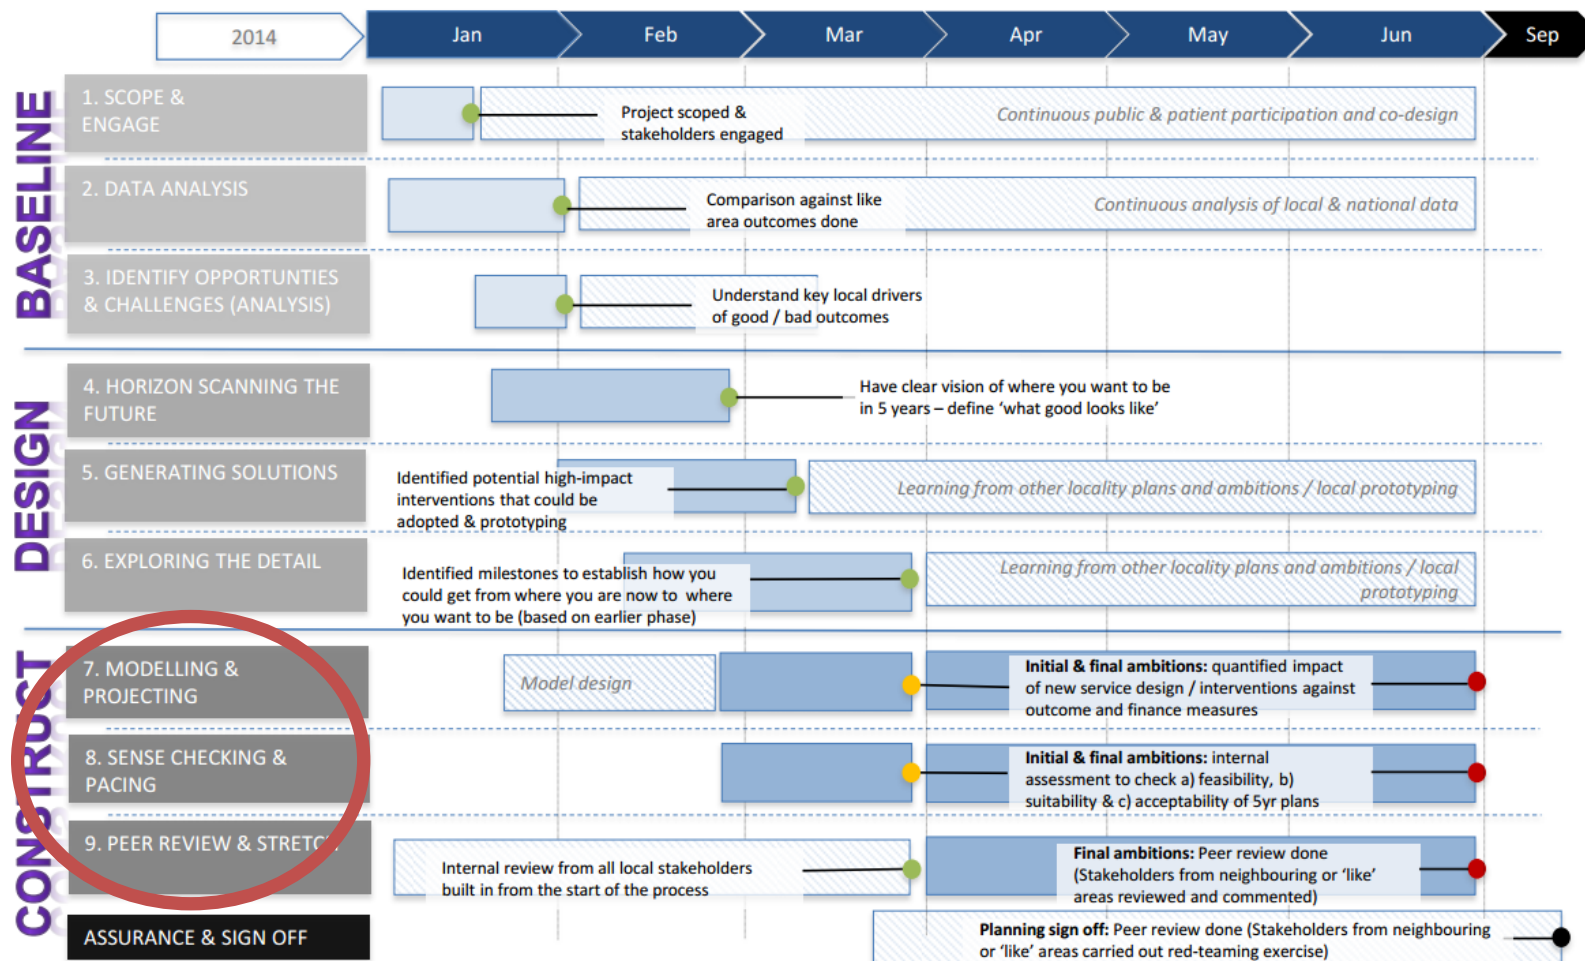 2014
Jan
Feb
Mar
Apr
May
Jun
Sep
BASELINE
1. SCOPE &
ENGAGE
Project scoped &
stakeholders engaged
Continuous public & patient participation and co-design
2. DATA ANALYSIS
Comparison against like
area outcomes done
Continuous analysis of local & national data
3. IDENTIFY OPPORTUNTIES
& CHALLENGES (ANALYSIS)
Understand key local drivers
of good / bad outcomes
DESIGN
4. HORIZON SCANNING THE
FUTURE
Have clear vision of where you want to be
in 5 years – define ‘what good looks like’
5. GENERATING SOLUTIONS
Identified potential high-impact
interventions that could be
adopted & prototyping
Learning from other locality plans and ambitions / local prototyping
6. EXPLORING THE DETAIL
Identified milestones to establish how you
could get from where you are now to where
you want to be (based on earlier phase)
Learning from other locality plans and ambitions / local
prototyping
CONSTRUCT
7. MODELLING &
PROJECTING
Model design
Initial & final ambitions: quantified impact
of new service design / interventions against
outcome and finance measures
8. SENSE CHECKING &
PACING
Initial & final ambitions: internal
assessment to check a) feasibility, b)
suitability & c) acceptability of 5yr plans
9. PEER REVIEW & STRETCH
Internal review from all local stakeholders
built in from the start of the process
Final ambitions: Peer review done
(Stakeholders from neighbouring or ‘like’
areas reviewed and commented)
ASSURANCE & SIGN OFF
Planning sign off: Peer review done (Stakeholders from neighbouring
or ‘like’ areas carried out red-teaming exercise)